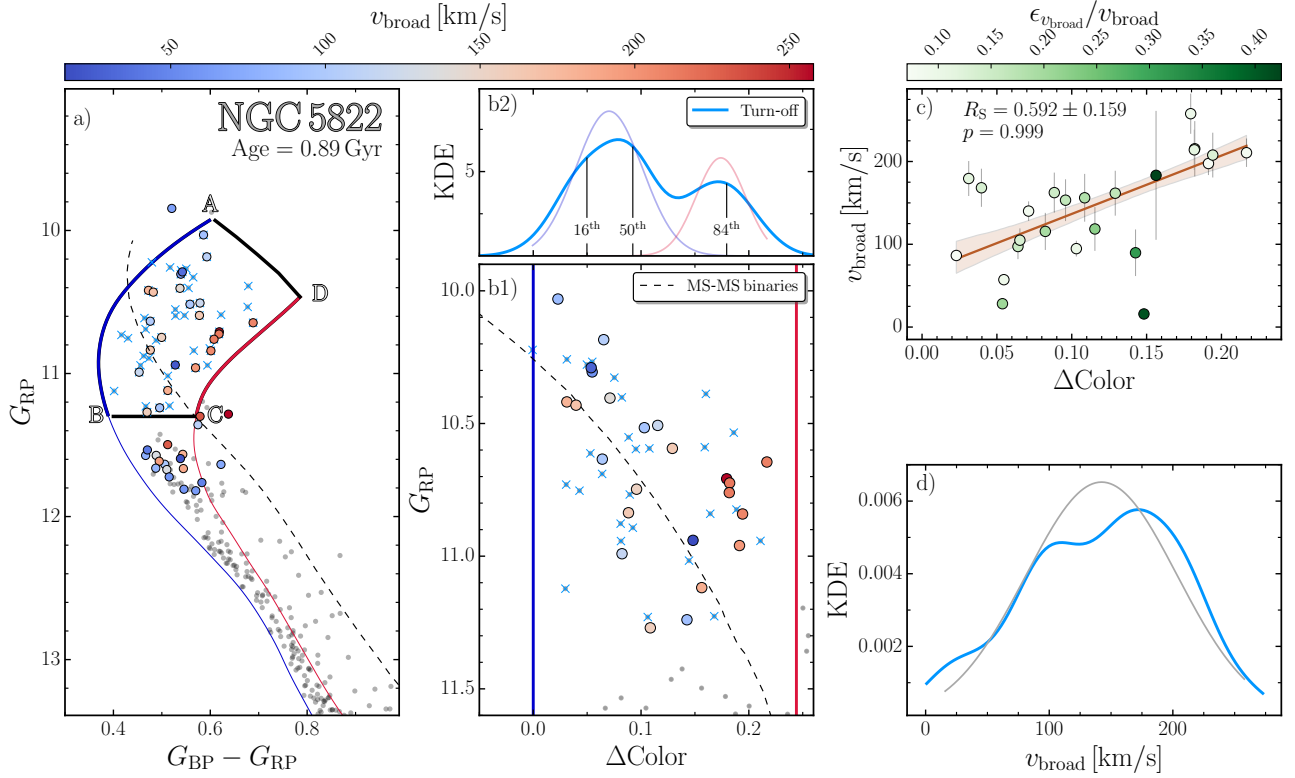 v_broad [km/s]
50 100 150 200 250
ϵ_{v_broad}/v_broad
0.10 0.15 0.20 0.25 0.30 0.35 0.40
a)
NGC 5822
Age = 0.89 Gyr
A
B
C
D
10
11
12
13
G_RP
0.4 0.6 0.8
G_BP − G_RP
b2)
Turn-off
5
KDE
16th 50th 84th
b1)
MS-MS binaries
10.0
10.5
11.0
11.5
G_RP
0.0 0.1 0.2
ΔColor
c)
R_S = 0.592 ± 0.159
p = 0.999
200
100
0
v_broad [km/s]
0.00 0.05 0.10 0.15 0.20
ΔColor
d)
0.006
0.004
0.002
KDE
0 100 200
v_broad [km/s]